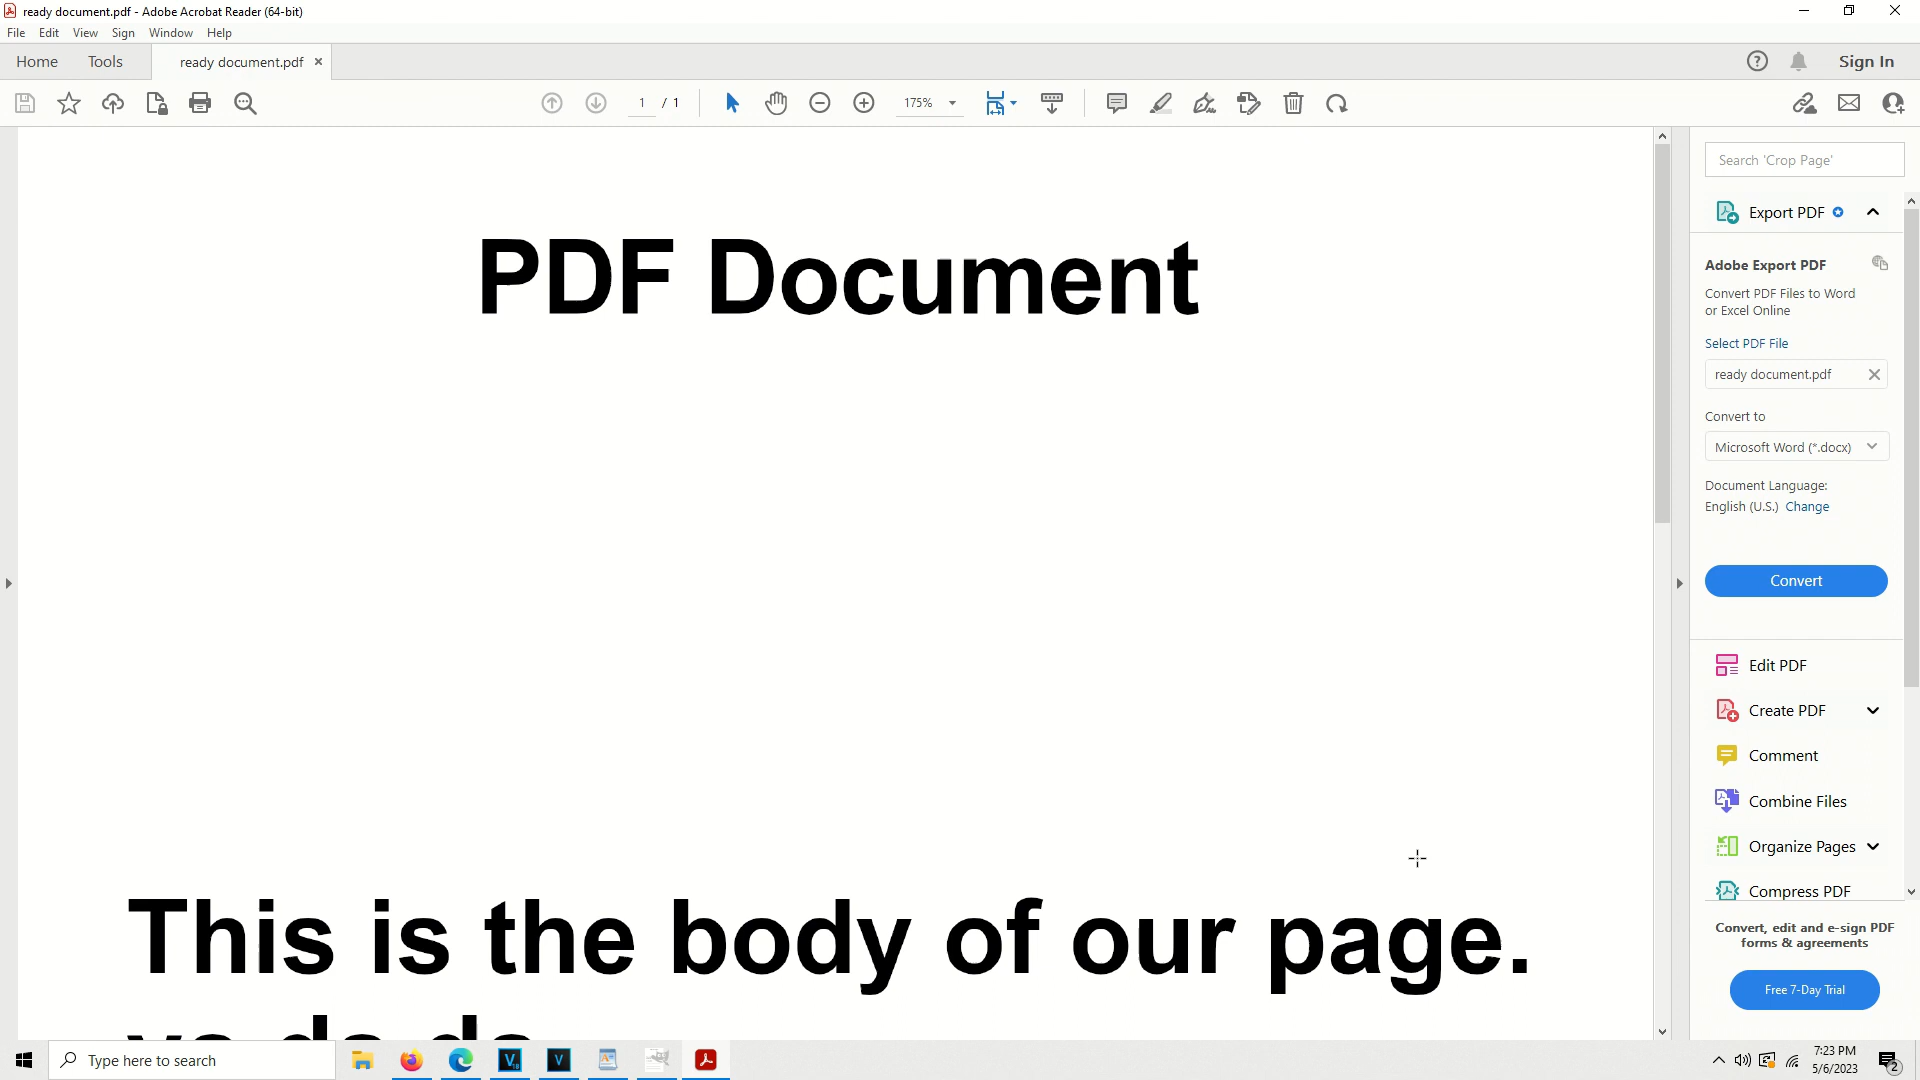 ready document.pdf - Adobe Acrobat Reader (64-bit)
File Edit View Sign Window Help
Home Tools ready document.pdf × Sign In
1 / 1 175%
Search 'Crop Page'
Export PDF
PDF Document
Adobe Export PDF
Convert PDF Files to Word
or Excel Online
Select PDF File
ready document.pdf
Convert to
Microsoft Word (*.docx)
Document Language:
English (U.S.) Change
Convert
Edit PDF
Create PDF
Comment
Combine Files
Organize Pages
Compress PDF
This is the body of our page.
Convert, edit and e-sign PDF
forms & agreements
Free 7-Day Trial
Type here to search
7:23 PM
5/6/2023
2